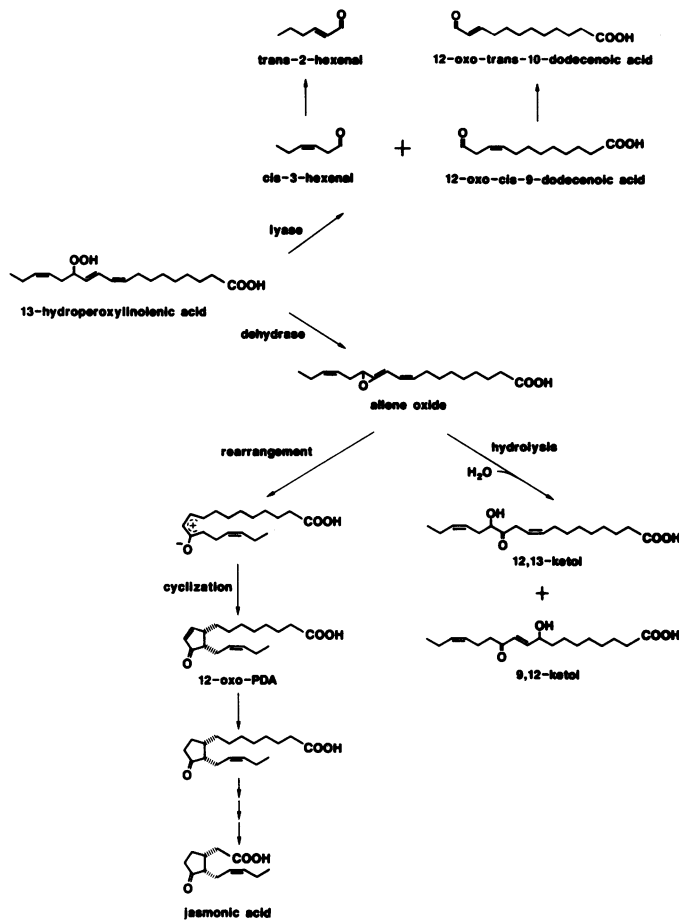 O
O
COOH
trans-2-hexenal
12-oxo-trans-10-dodecenoic acid
O
+
O
COOH
cis-3-hexenal
12-oxo-cis-9-dodecenoic acid
lyase
OOH
COOH
13-hydroperoxylinolenic acid
dehydrase
O
COOH
allene oxide
rearrangement
hydrolysis
H₂O
COOH
+
O
−
OH
O
COOH
12,13-ketol
cyclization
+
COOH
O
12-oxo-PDA
OH
O
COOH
9,12-ketol
COOH
O
COOH
O
jasmonic acid